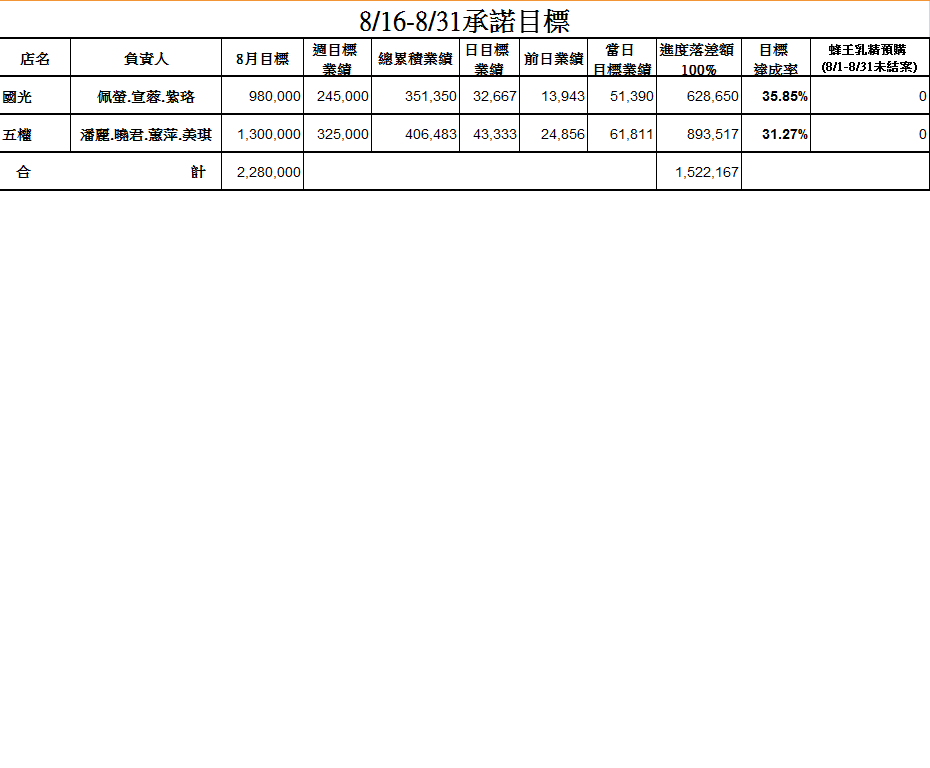 8/16-8/31承諾目標
店名 負責人 8月目標 週目標業績 總累積業績 日目標業績 前日業績 當日目標業績 進度落差額100% 目標達成率 蜂王乳精預購(8/1-8/31未結案)
國光 佩螢.宣蓉.紫珞 980,000 245,000 351,350 32,667 13,943 51,390 628,650 35.85% 0
五權 潘麗.曉君.蕙萍.美琪 1,300,000 325,000 406,483 43,333 24,856 61,811 893,517 31.27% 0
合 計 2,280,000 1,522,167